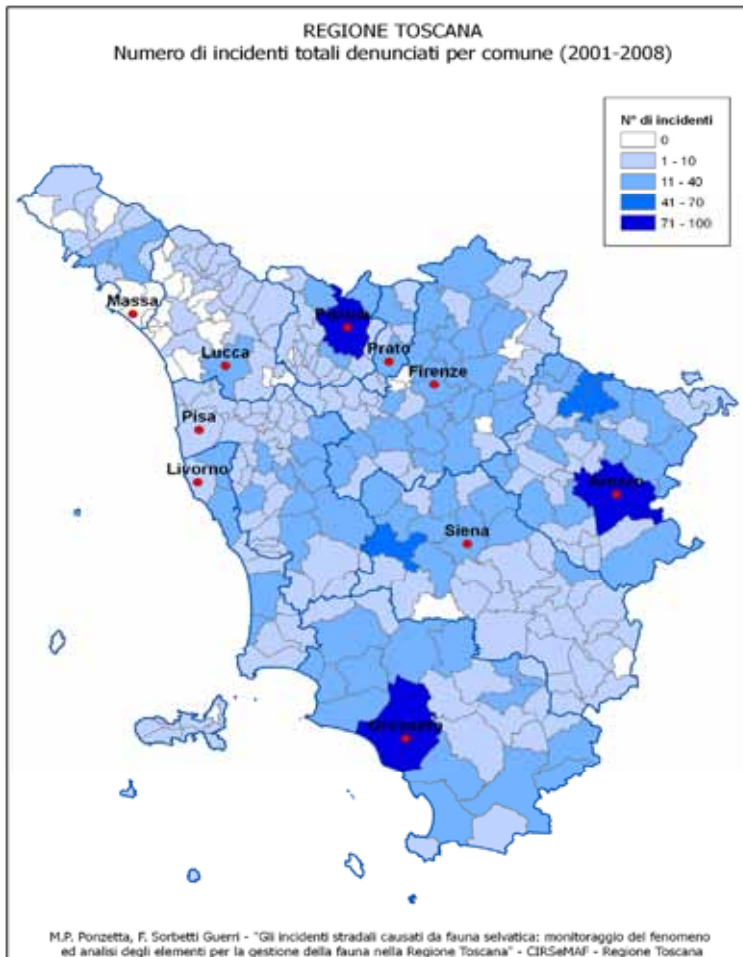 REGIONE TOSCANA
Numero di incidenti totali denunciati per comune (2001-2008)
N° di incidenti
0
1 - 10
11 - 40
41 - 70
71 - 100
Massa
Pistoia
Prato
Lucca
Firenze
Pisa
Livorno
Arezzo
Siena
Grosseto
M.P. Ponzetta, F. Sorbetti Guerri - "Gli incidenti stradali causati da fauna selvatica: monitoraggio del fenomeno
ed analisi degli elementi per la gestione della fauna nella Regione Toscana" - CIRSeMAF - Regione Toscana